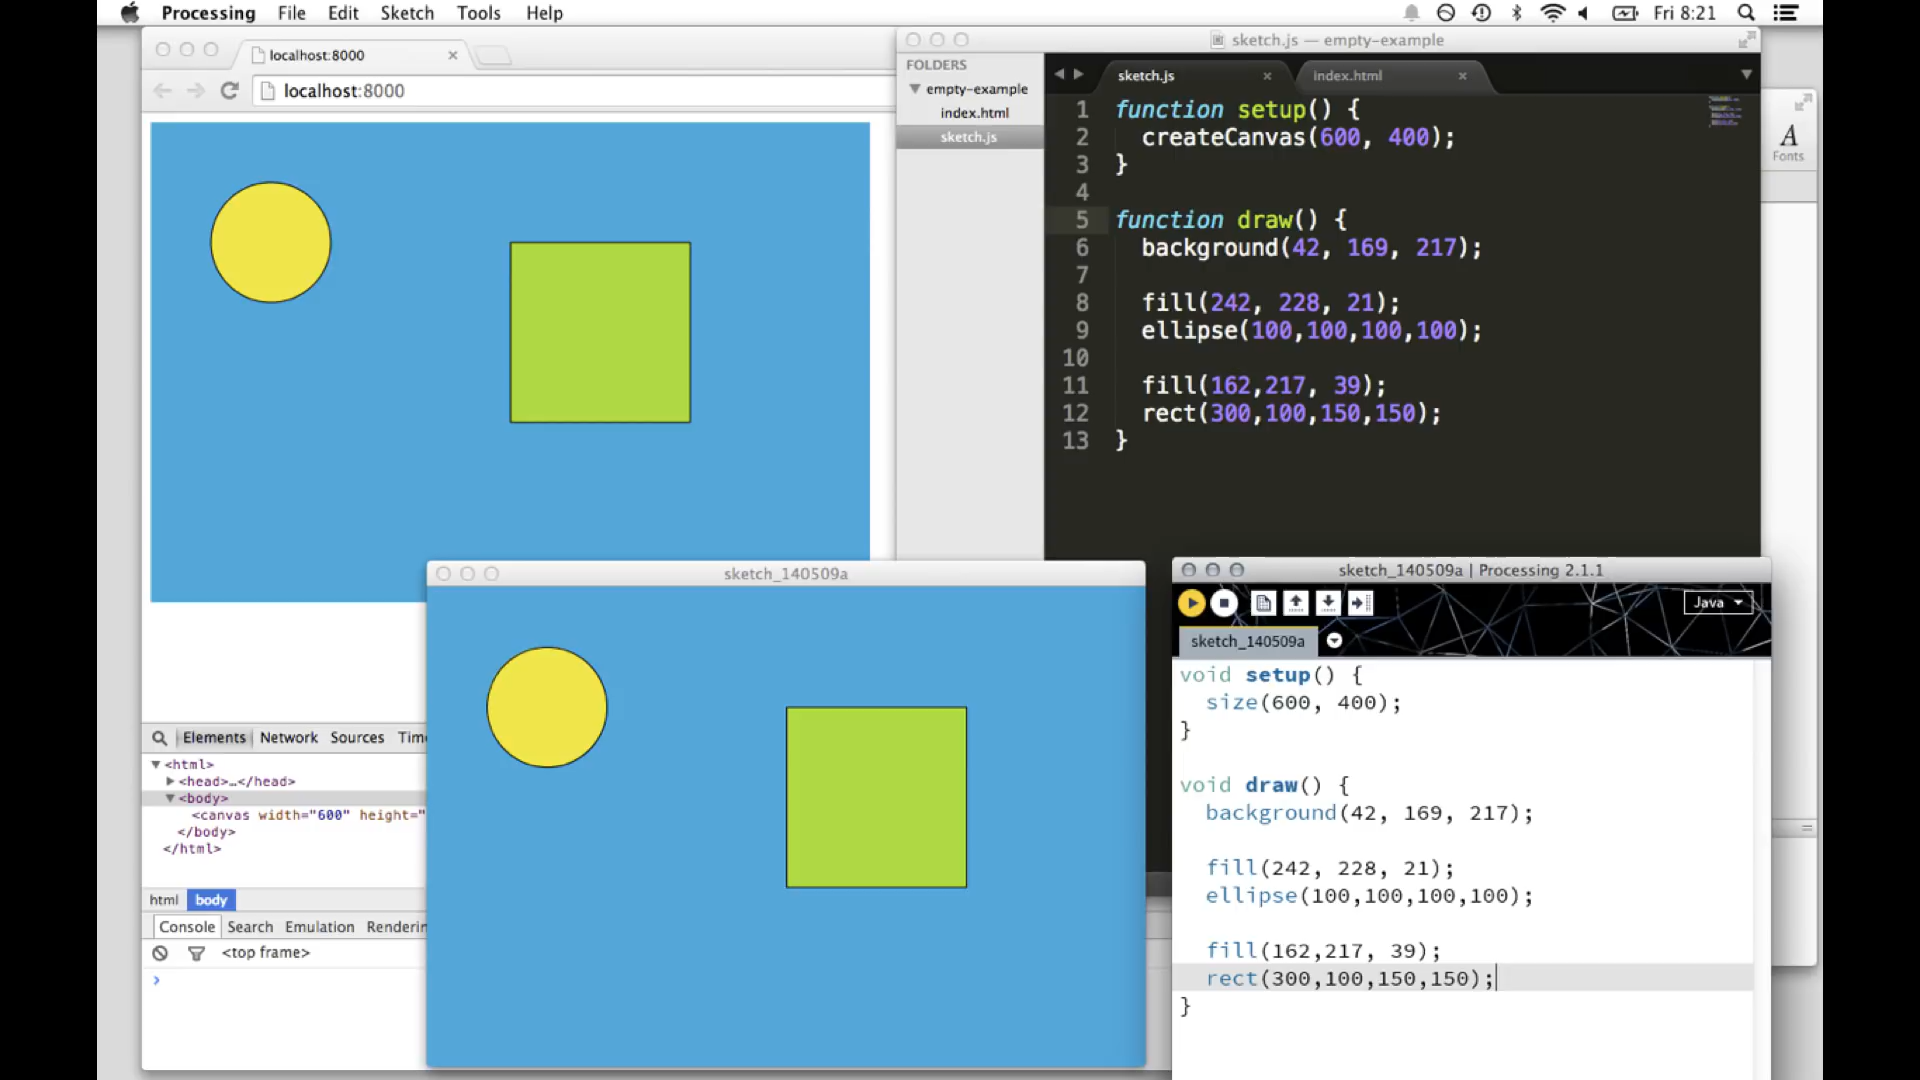 Processing File Edit Sketch Tools Help Fri 8:21
localhost:8000
localhost:8000
sketch.js — empty-example
FOLDERS
empty-example
index.html
sketch.js
sketch.js index.html
1 function setup() {
2 createCanvas(600, 400);
3 }
4
5 function draw() {
6 background(42, 169, 217);
7
8 fill(242, 228, 21);
9 ellipse(100,100,100,100);
10
11 fill(162,217, 39);
12 rect(300,100,150,150);
13 }
A
Fonts
Elements Network Sources Tim
<html>
<head>…</head>
<body>
<canvas width="600" height="
</body>
</html>
html body
Console Search Emulation Renderin
<top frame>
>
sketch_140509a
sketch_140509a | Processing 2.1.1
Java
sketch_140509a
void setup() {
size(600, 400);
}
void draw() {
background(42, 169, 217);
fill(242, 228, 21);
ellipse(100,100,100,100);
fill(162,217, 39);
rect(300,100,150,150);
}